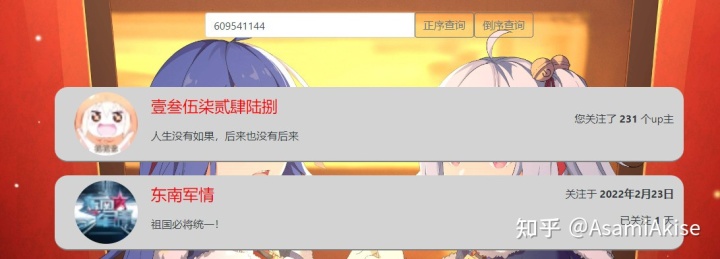 609541144 正序查询 倒序查询
壹叁伍柒贰肆陆捌
您关注了 231 个up主
人生没有如果，后来也没有后来
东南军情
关注于 2022年2月23日
祖国必将统一！
已关注 1 天
知乎 @AsamiAkise